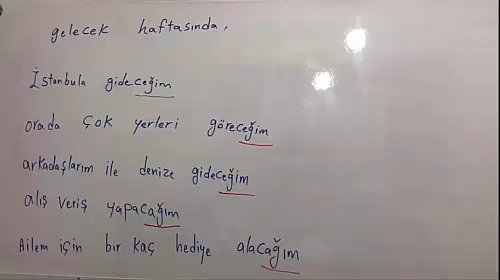 gelecek haftasında,
İstanbula gideceğim
orada çok yerleri göreceğim
arkadaşlarım ile denize gideceğim
alış veriş yapacağım
Ailem için bir kaç hediye alacağım